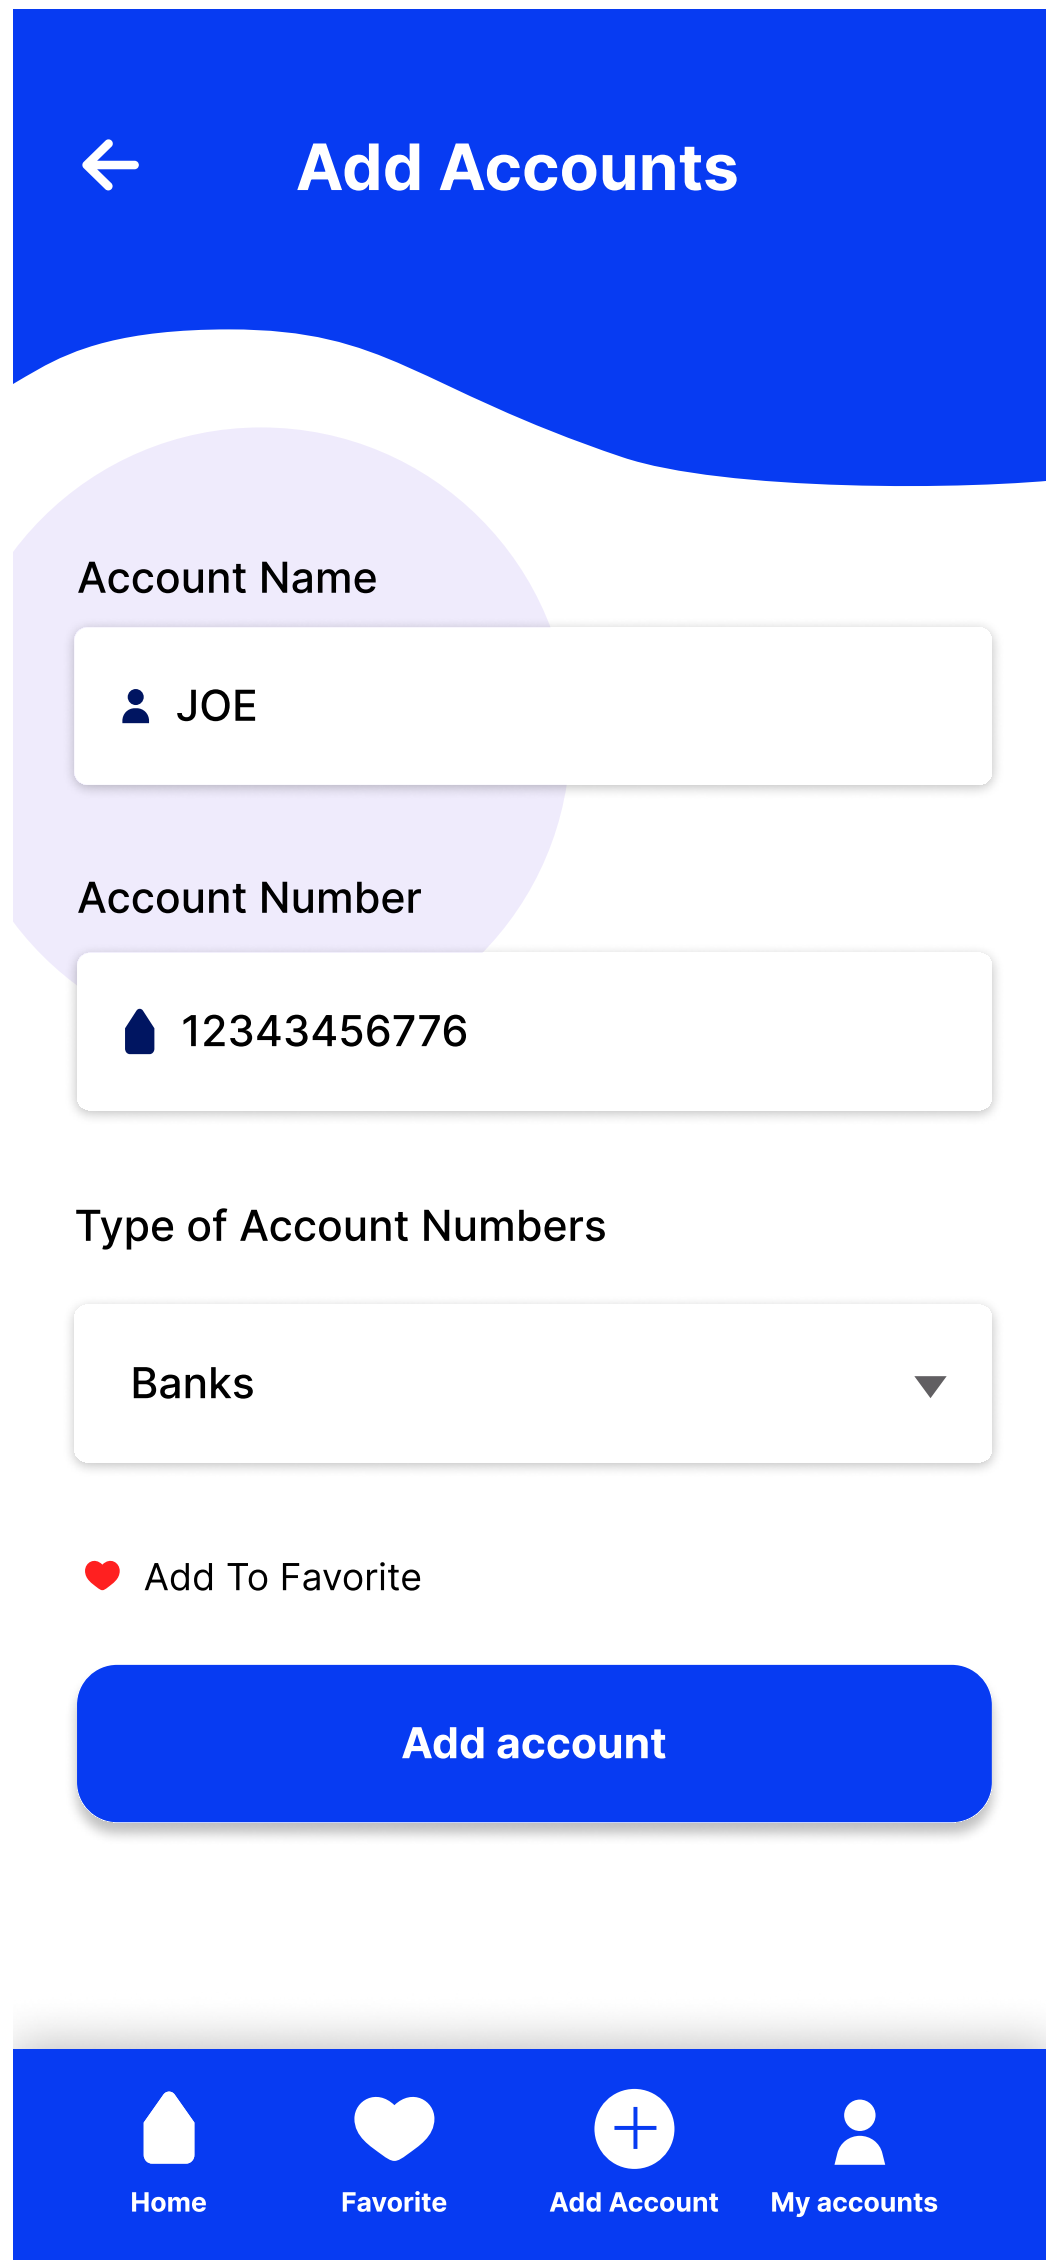 Add Accounts
Account Name
JOE
Account Number
12343456776
Type of Account Numbers
Banks
Add To Favorite
Add account
Home
Favorite
Add Account
My accounts